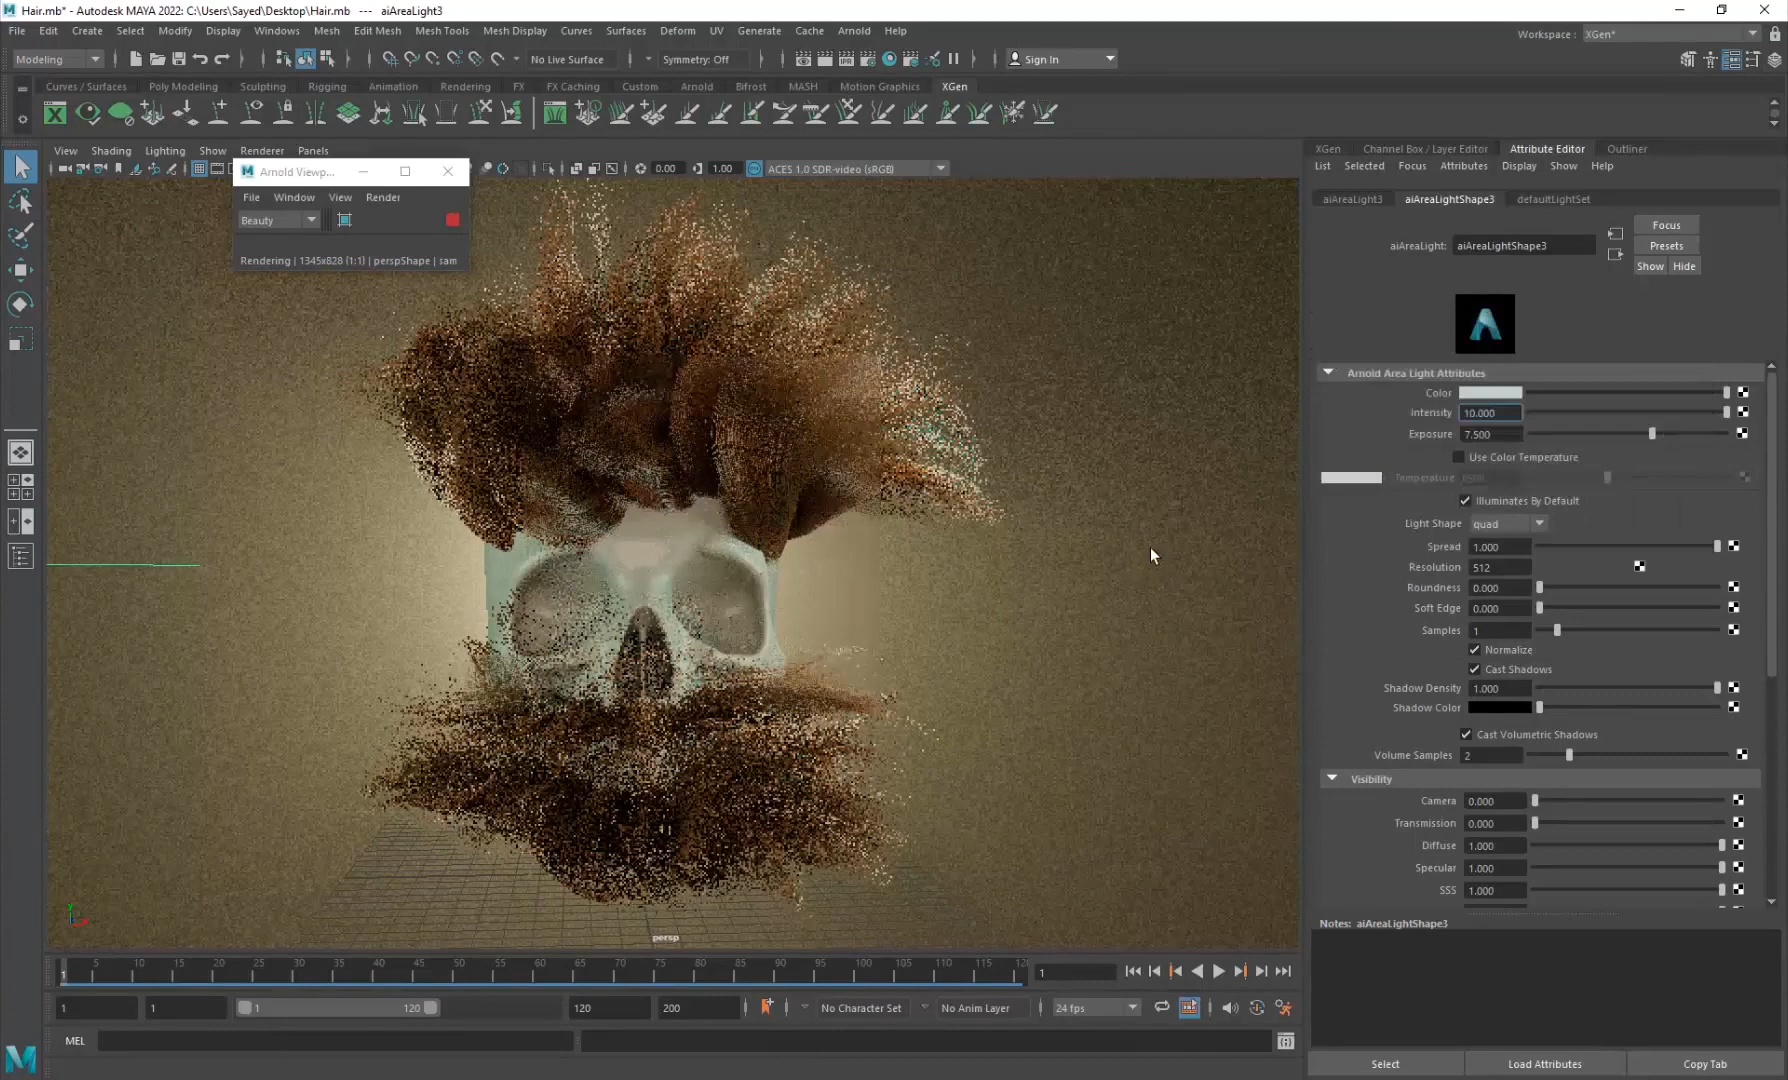 Hair.mb* - Autodesk MAYA 2022: C:\Users\Sayed\Desktop\Hair.mb   ---   aiAreaLight3
File Edit Create Select Modify Display Windows Mesh Edit Mesh Mesh Tools Mesh Display Curves Surfaces Deform UV Generate Cache Arnold Help
Workspace : XGen*
Modeling No Live Surface Symmetry: Off IPR Sign In
Curves / Surfaces Poly Modeling Sculpting Rigging Animation Rendering FX FX Caching Custom Arnold Bifrost MASH Motion Graphics XGen
View Shading Lighting Show Renderer Panels
0.00 1.00 ACES 1.0 SDR-video (sRGB)
Arnold Viewp...
File Window View Render
Beauty
Rendering | 1345x828 (1:1) | perspShape | sam
persp
XGen Channel Box / Layer Editor Attribute Editor Outliner
List Selected Focus Attributes Display Show Help
aiAreaLight3 aiAreaLightShape3 defaultLightSet
Focus
aiAreaLight: aiAreaLightShape3 Presets
Show Hide
Arnold Area Light Attributes
Color
Intensity 10.000
Exposure 7.500
Use Color Temperature
Temperature 6500
Illuminates By Default
Light Shape quad
Spread 1.000
Resolution 512
Roundness 0.000
Soft Edge 0.000
Samples 1
Normalize
Cast Shadows
Shadow Density 1.000
Shadow Color
Cast Volumetric Shadows
Volume Samples 2
Visibility
Camera 0.000
Transmission 0.000
Diffuse 1.000
Specular 1.000
SSS 1.000
Notes: aiAreaLightShape3
Select Load Attributes Copy Tab
1 5 10 15 20 25 30 35 40 45 50 55 60 65 70 75 80 85 90 95 100 105 110 115 120 1
1 1 1 120 120 200 No Character Set No Anim Layer 24 fps
MEL